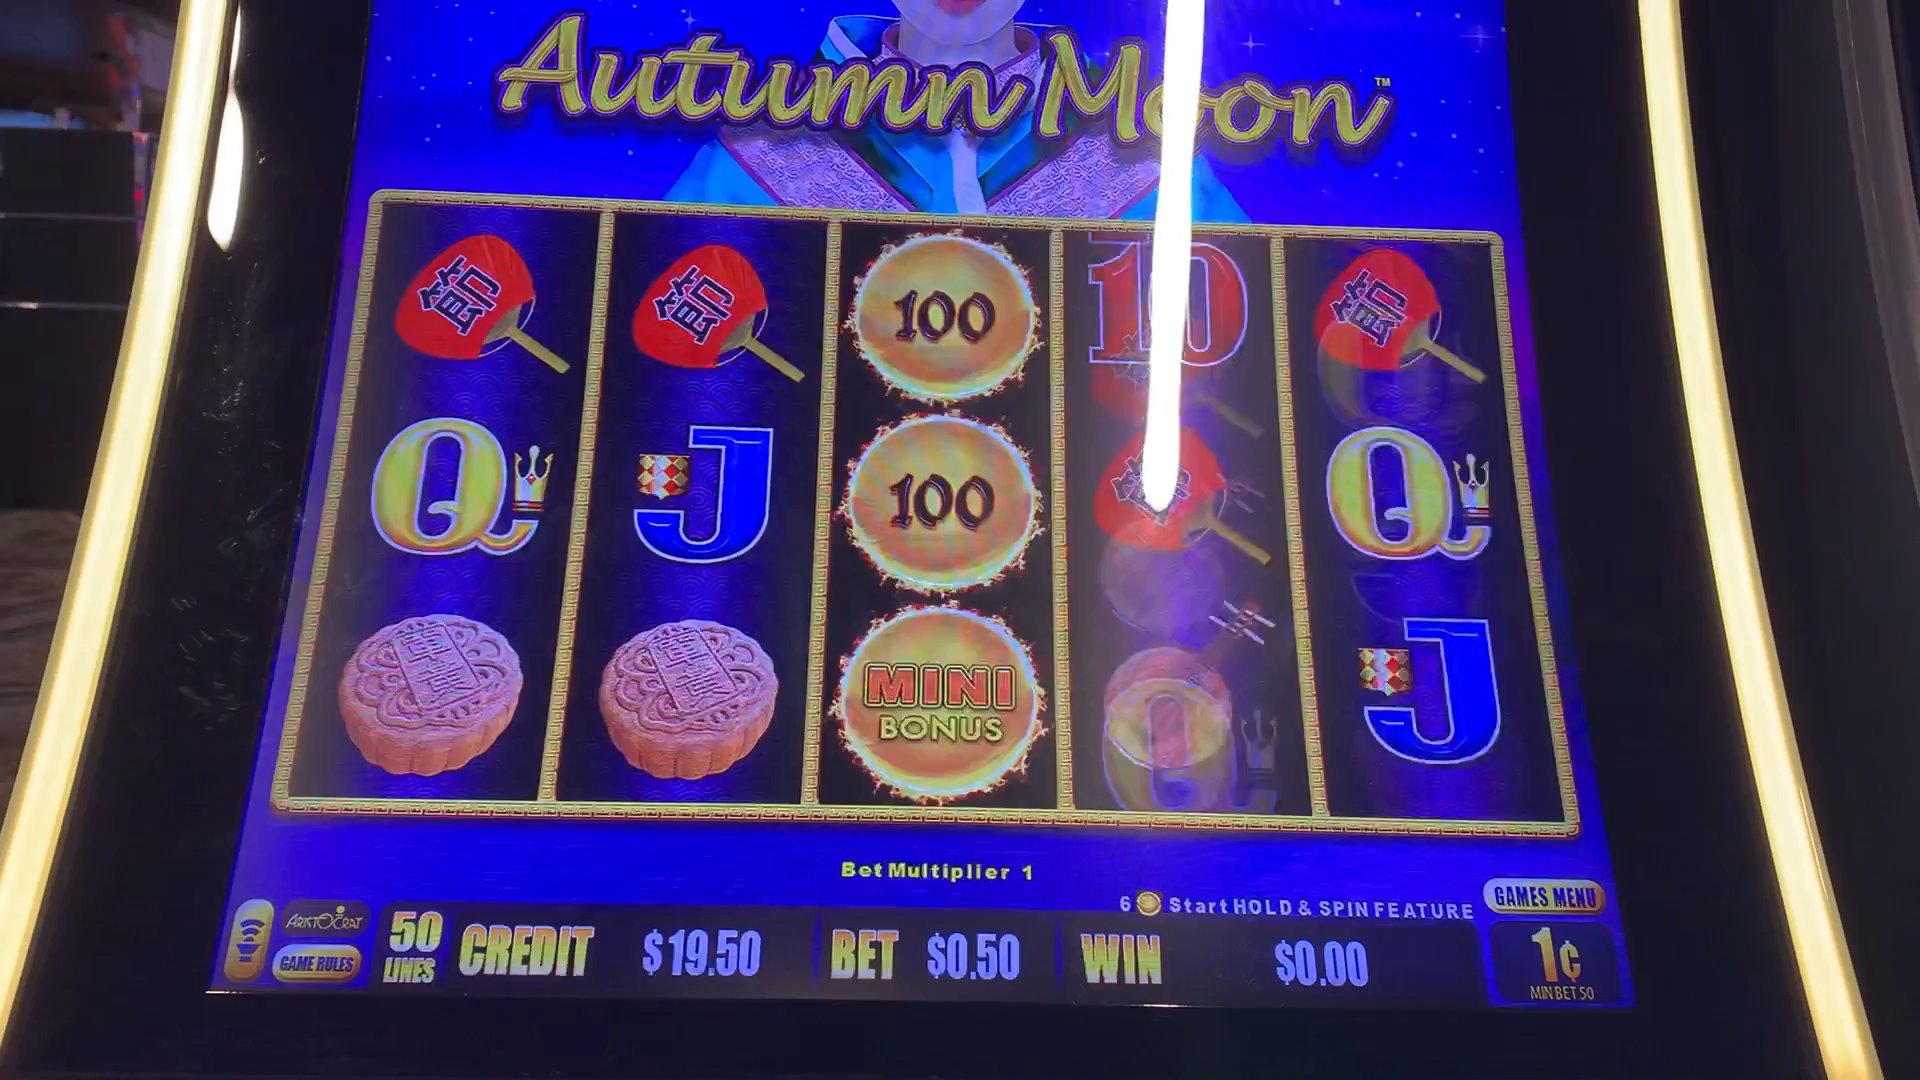 Autumn Moon™
100
10
Q
J
100
Q
MINI
BONUS
Q
J
Bet Multiplier 1
6 Start HOLD & SPIN FEATURE
GAMES MENU
ARISTOCRAT
GAME RULES
50
LINES
CREDIT $19.50
BET $0.50
WIN $0.00
1¢
MIN BET 50